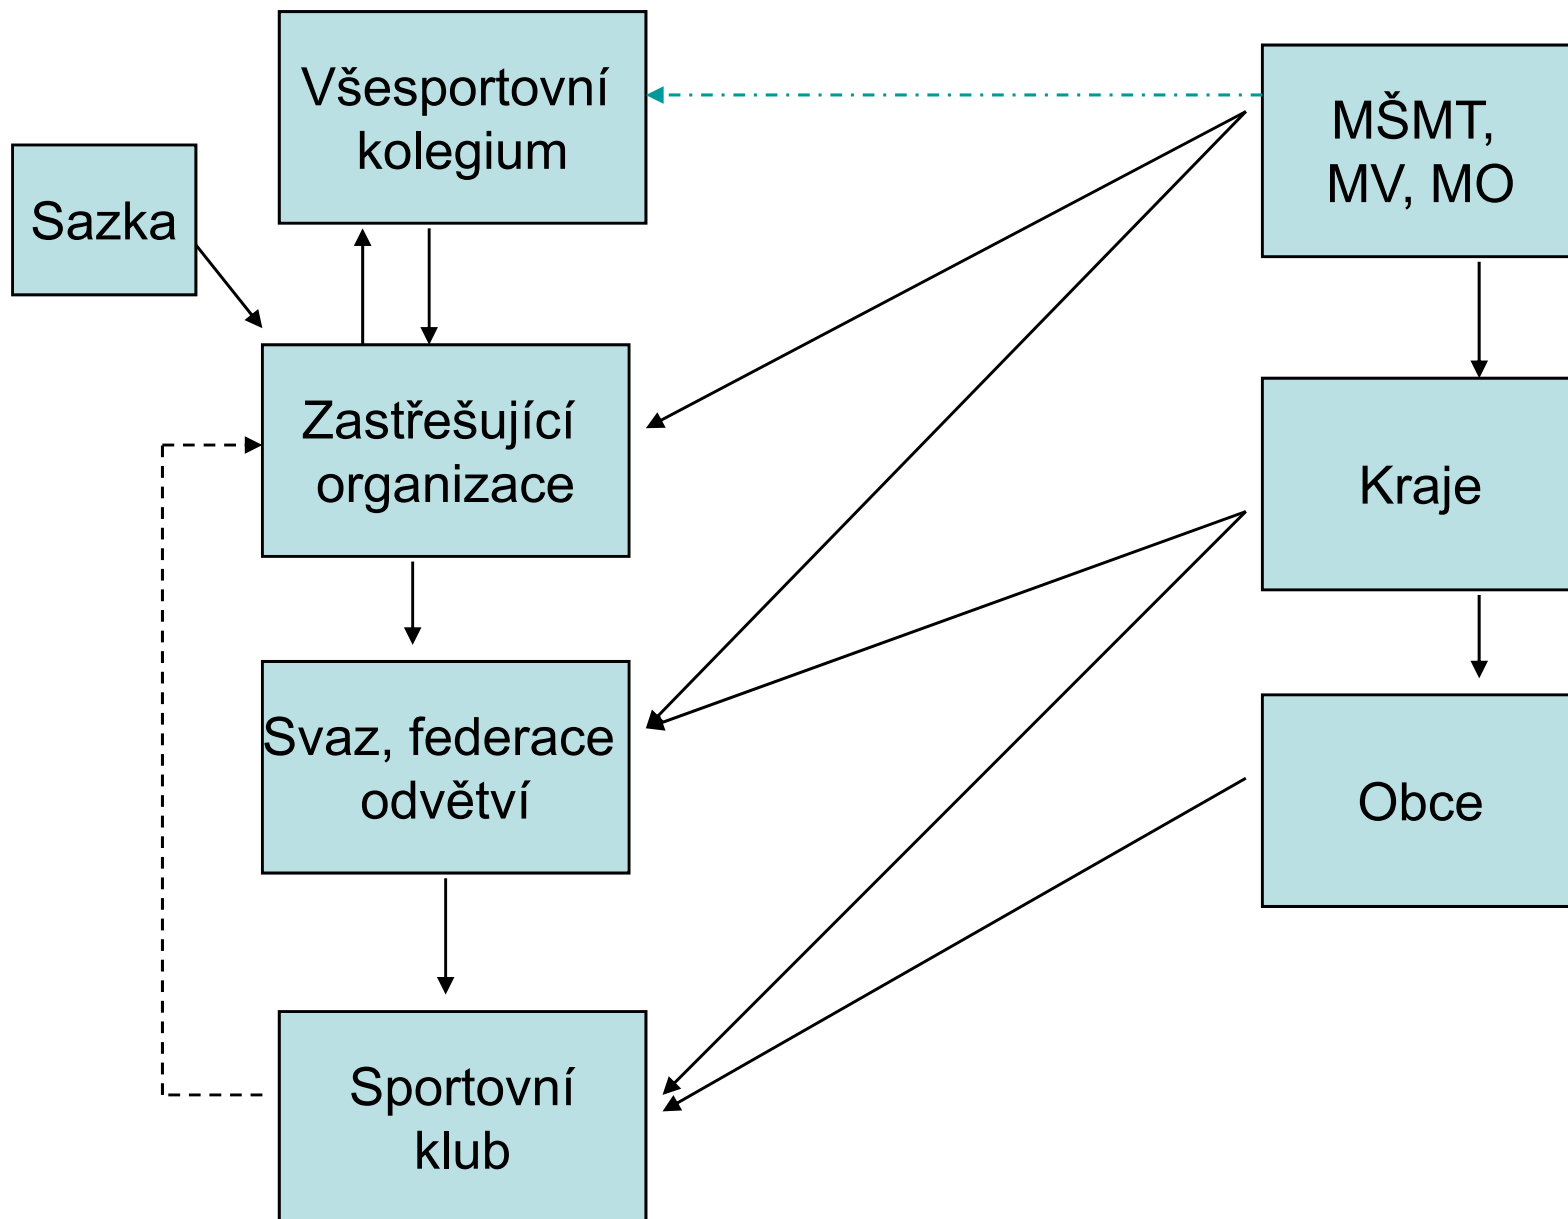 Všesportovní
kolegium
MŠMT,
MV, MO
Sazka
Zastřešující
organizace
Kraje
Svaz, federace
odvětví
Obce
Sportovní
klub